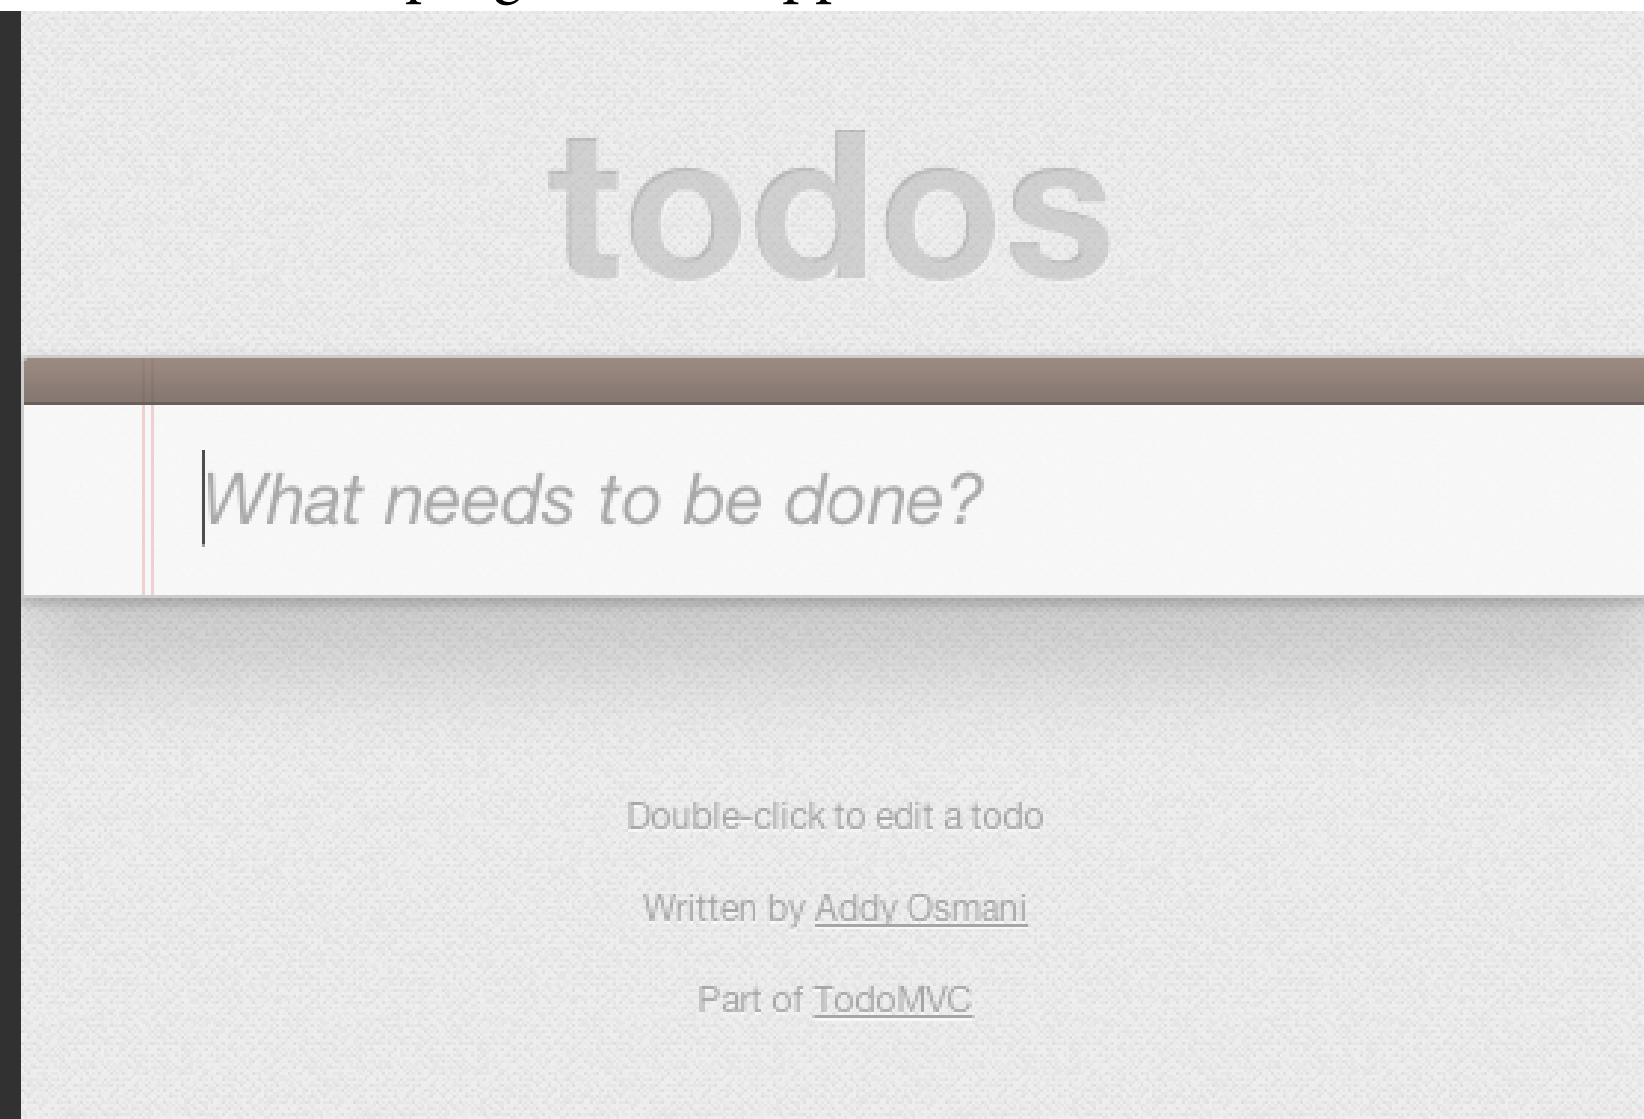 todos
What needs to be done?
Double-click to edit a todo
Written by Addy Osmani
Part of TodoMVC